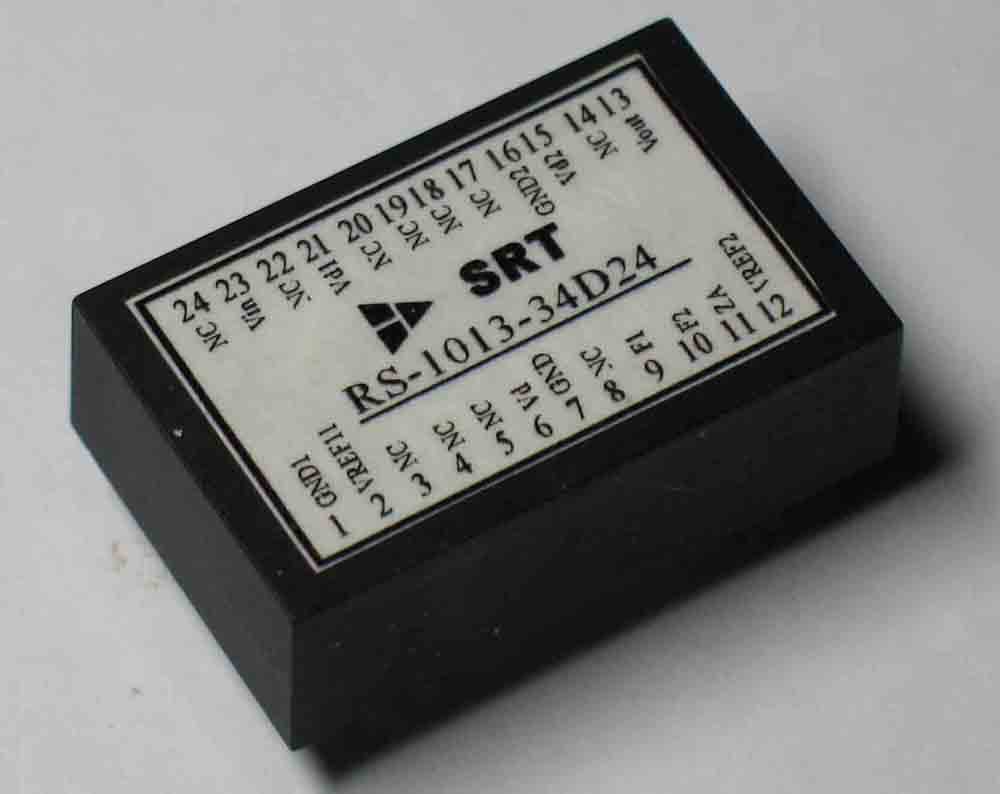 24 23 22 21 20 19 18 17 16 15 14 13
NC Vin NC Vd1 NC NC NC NC GND2 Vd2 NC Vout
SRT
RS-1013-34D24
GND1 VREF11 NC NC NC Vd GND NC F1 F2 ZA VREF2
1 2 3 4 5 6 7 8 9 10 11 12